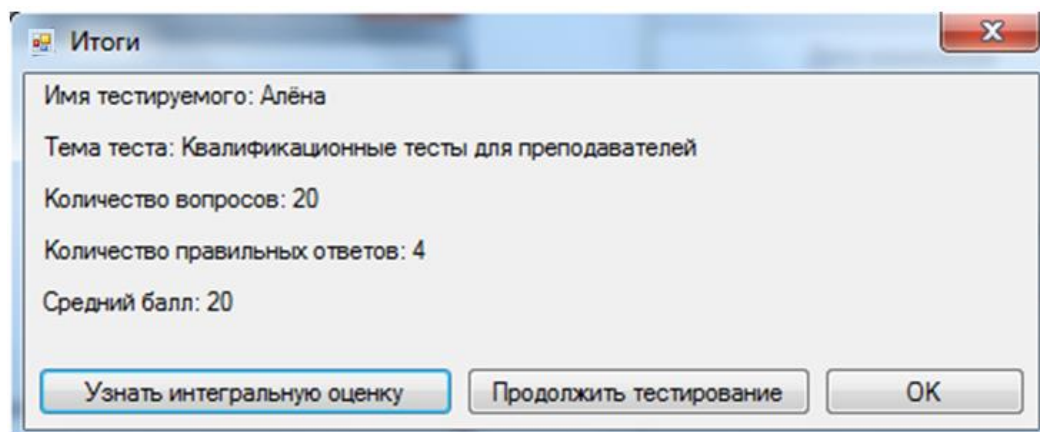 Итоги
Имя тестируемого: Алёна
Тема теста: Квалификационные тесты для преподавателей
Количество вопросов: 20
Количество правильных ответов: 4
Средний балл: 20
Узнать интегральную оценку Продолжить тестирование OK